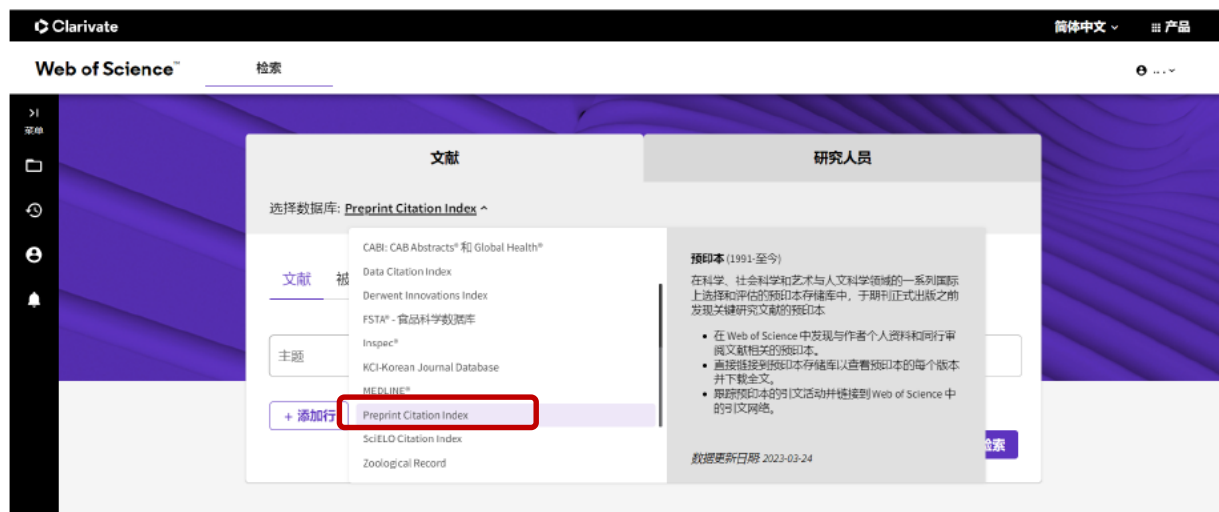 Clarivate
简体中文
产品
Web of Science™
检索
菜单
文献
研究人员
选择数据库: Preprint Citation Index
文献 被
主题
+ 添加行
CABI: CAB Abstracts® 和 Global Health®
Data Citation Index
Derwent Innovations Index
FSTA® - 食品科学数据库
Inspec®
KCI-Korean Journal Database
MEDLINE®
Preprint Citation Index
SciELO Citation Index
Zoological Record
预印本 (1991-至今)
在科学、社会科学和艺术与人文科学领域的一系列国际
上选择和评估的预印本存储库中，于期刊正式出版之前
发现关键研究文献的预印本
• 在 Web of Science 中发现与作者个人资料和同行审
阅文献相关的预印本。
• 直接链接到预印本存储库以查看预印本的每个版本
并下载全文。
• 跟踪预印本的引文活动并链接到 Web of Science 中
的引文网络。
数据更新日期 2023-03-24
检索